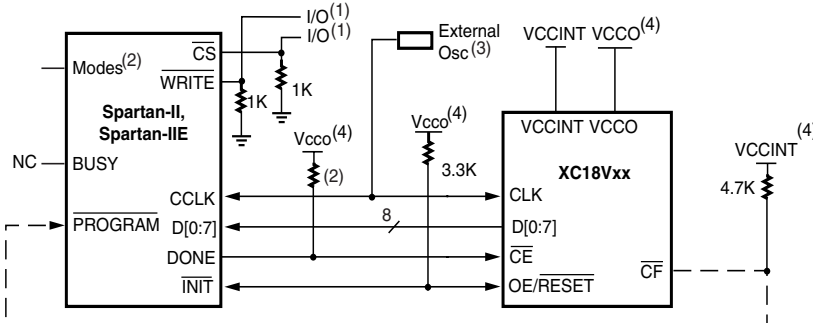 I/O(1)
I/O(1)
CS
Modes(2)
WRITE
1K
1K
Spartan-II,
Spartan-IIE
NC
BUSY
CCLK
PROGRAM
D[0:7]
DONE
INIT
External
Osc(3)
Vcco(4)
(2)
Vcco(4)
3.3K
8
VCCINT VCCO(4)
VCCINT VCCO
XC18Vxx
CLK
D[0:7]
CE
CF
OE/RESET
VCCINT(4)
4.7K